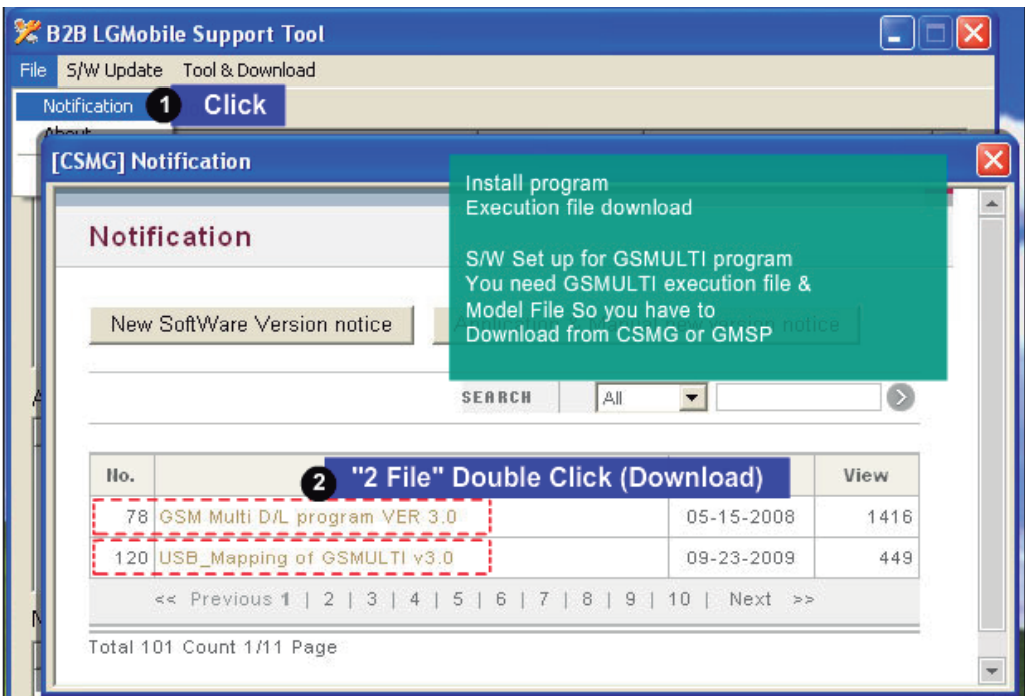 B2B LGMobile Support Tool
File S/W Update Tool & Download
Notification 1 Click
About
[CSMG] Notification
Install program
Execution file download
S/W Set up for GSMULTI program
You need GSMULTI execution file &
Model File So you have to
Download from CSMG or GMSP
Notification
New SoftWare Version notice
SEARCH All
No. 2 "2 File" Double Click (Download) View
78 GSM Multi D/L program VER 3.0 05-15-2008 1416
120 USB_Mapping of GSMULTI v3.0 09-23-2009 449
<< Previous 1 | 2 | 3 | 4 | 5 | 6 | 7 | 8 | 9 | 10 | Next >>
Total 101 Count 1/11 Page